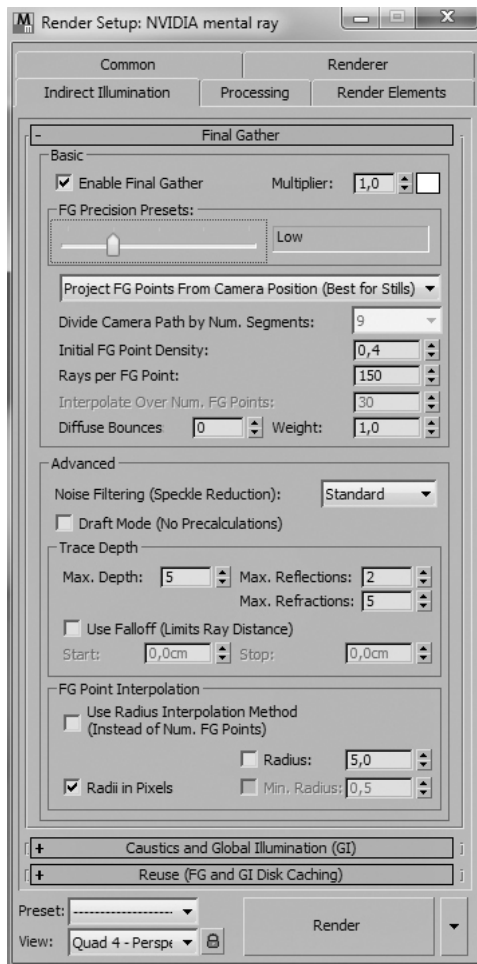 Render Setup: NVIDIA mental ray
Common Renderer
Indirect Illumination Processing Render Elements
- Final Gather
Basic
Enable Final Gather Multiplier: 1,0
FG Precision Presets:
Low
Project FG Points From Camera Position (Best for Stills)
Divide Camera Path by Num. Segments: 9
Initial FG Point Density: 0,4
Rays per FG Point: 150
Interpolate Over Num. FG Points: 30
Diffuse Bounces 0 Weight: 1,0
Advanced
Noise Filtering (Speckle Reduction): Standard
Draft Mode (No Precalculations)
Trace Depth
Max. Depth: 5 Max. Reflections: 2
Max. Refractions: 5
Use Falloff (Limits Ray Distance)
Start: 0,0cm Stop: 0,0cm
FG Point Interpolation
Use Radius Interpolation Method
(Instead of Num. FG Points)
Radius: 5,0
Radii in Pixels Min. Radius: 0,5
+ Caustics and Global Illumination (GI)
+ Reuse (FG and GI Disk Caching)
Preset: -------------------
Render
View: Quad 4 - Perspe